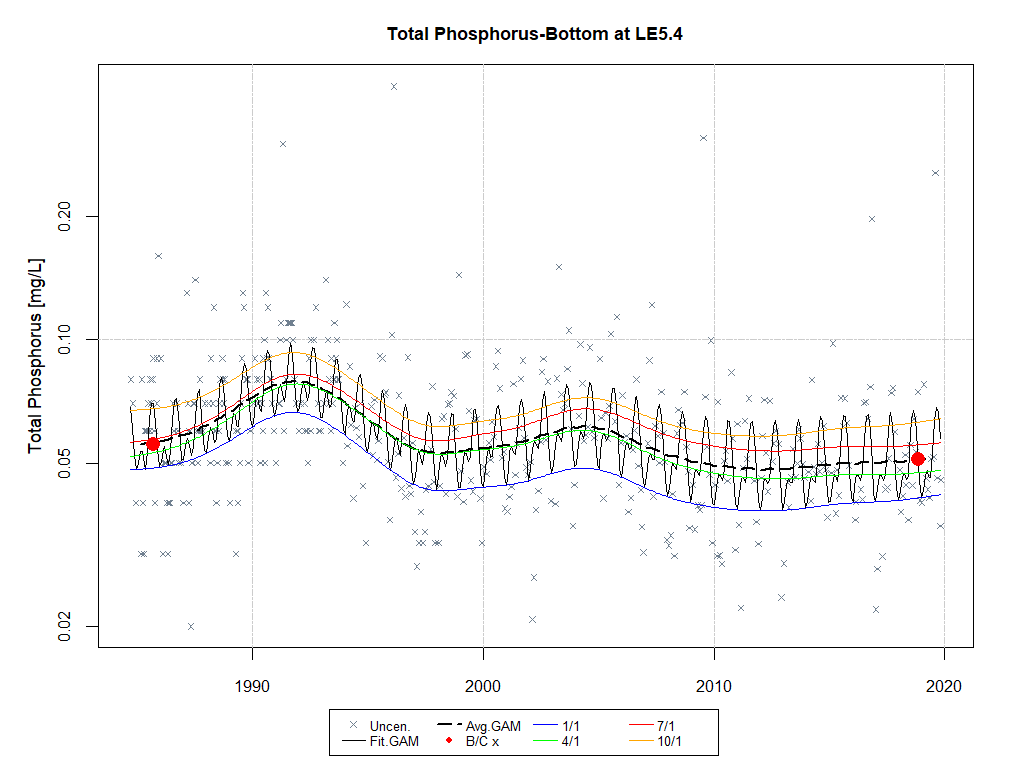 Total Phosphorus-Bottom at LE5.4
Total Phosphorus [mg/L]
0.20
0.10
0.05
0.02
1990 2000 2010 2020
Uncen. Avg.GAM 1/1 7/1
Fit.GAM B/C x 4/1 10/1